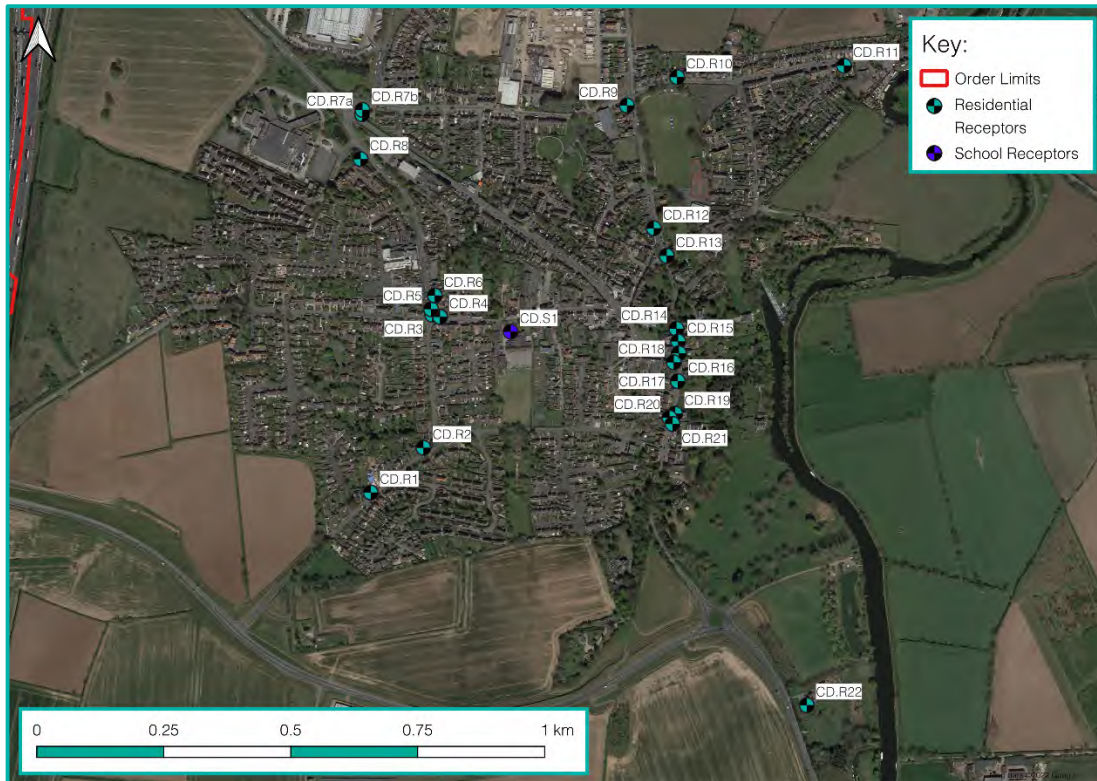 Key:
Order Limits
Residential
Receptors
School Receptors
CD.R11
CD.R10
CD.R7a
CD.R7b
CD.R9
CD.R8
CD.R12
CD.R13
CD.R6
CD.R5
CD.R4
CD.R3
CD.S1
CD.R14
CD.R15
CD.R18
CD.R16
CD.R17
CD.R19
CD.R20
CD.R21
CD.R2
CD.R1
CD.R22
0 0.25 0.5 0.75 1 km